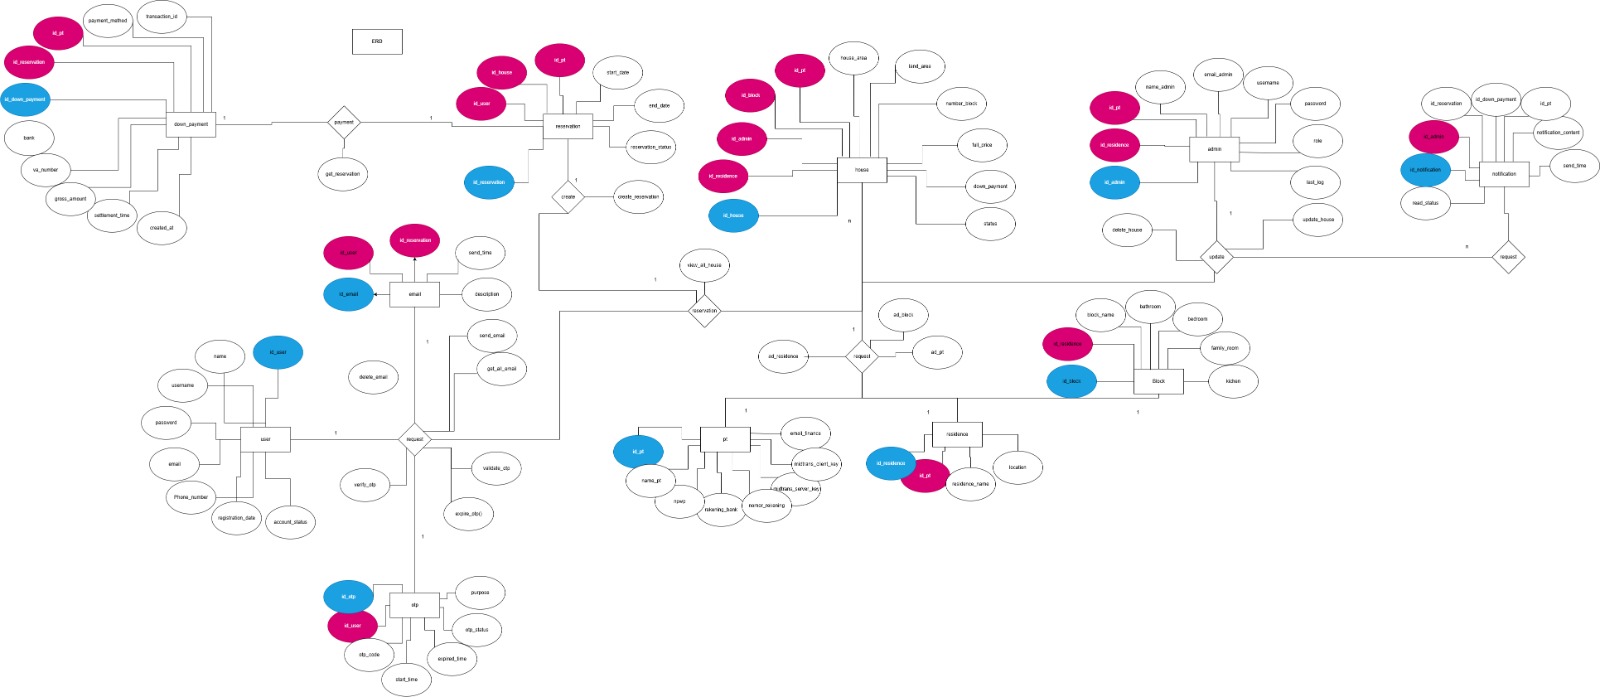 transaction_id
payment_method
id_pt
id_reservation
id_down_payment
bank
va_number
gross_amount
settlement_time
created_at
down_payment
1
ERD
payment
get_reservation
1
id_house
id_pt
id_user
start_date
end_date
reservation_status
reservation
id_reservation
1
create
create_reservation
house_area
land_area
id_pt
id_block
number_block
id_admin
full_price
id_residence
house
down_payment
id_house
status
N
name_admin
email_admin
username
id_pt
password
id_residence
admin
role
id_admin
last_log
1
delete_house
update_house
update
id_reservation
id_down_payment
id_pt
id_admin
notification_content
id_notification
notification
send_time
read_status
request
id_user
id_reservation
send_time
id_email
email
description
1
send_email
get_all_email
delete_email
view_all_house
1
reservation
1
ad_block
ad_residence
request
ad_pt
block_name
bathroom
bedroom
id_residence
family_room
id_block
Block
kichen
name
id_user
username
password
email
Phone_number
registration_date
account_status
user
1
request
verify_otp
validate_otp
expire_otp()
1
1
1
1
id_pt
pt
email_finance
name_pt
midtrans_client_key
midtrans_server_key
npwp
rekening_bank
nomor_rekening
residence
id_residence
id_pt
residence_name
location
id_otp
id_user
otp
purpose
otp_status
otp_code
start_time
expired_time